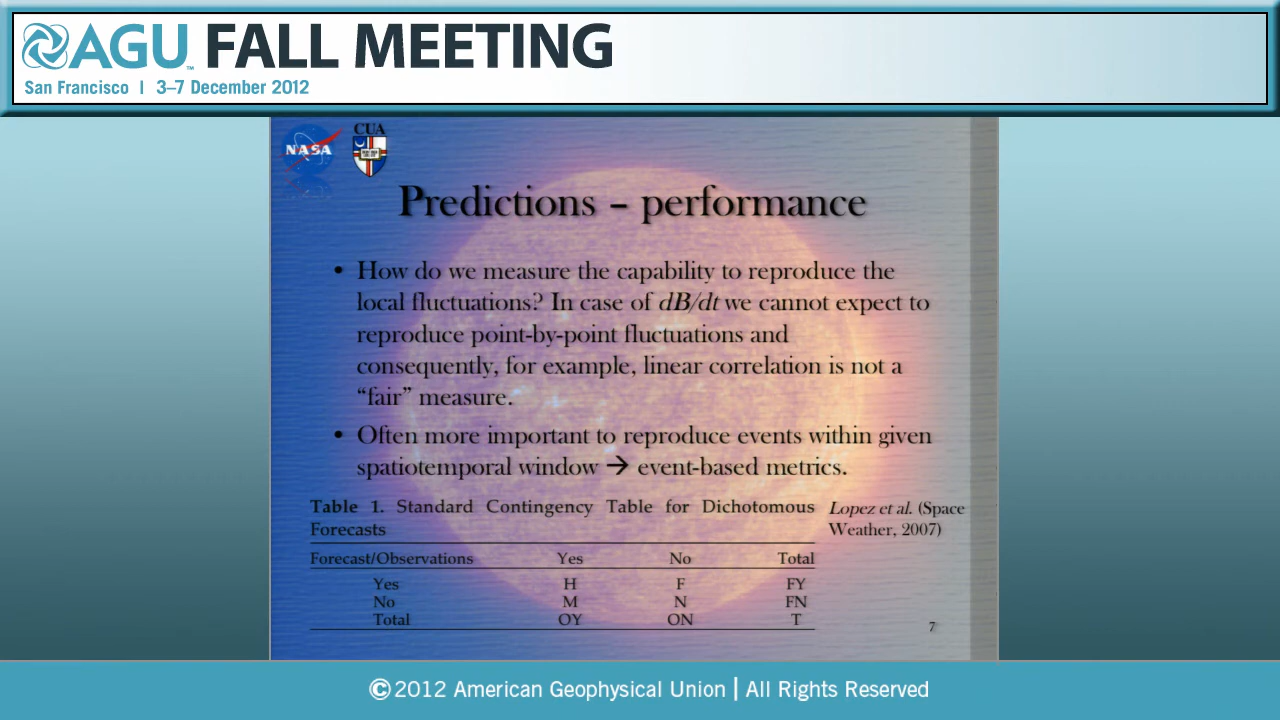 AGU™ FALL MEETING
San Francisco | 3–7 December 2012
NASA
CUA
Predictions – performance
• How do we measure the capability to reproduce the
local fluctuations? In case of dB/dt we cannot expect to
reproduce point-by-point fluctuations and
consequently, for example, linear correlation is not a
“fair” measure.
• Often more important to reproduce events within given
spatiotemporal window → event-based metrics.
Table 1. Standard Contingency Table for Dichotomous
Forecasts
Lopez et al. (Space
Weather, 2007)
Forecast/Observations Yes No Total
Yes H F FY
No M N FN
Total OY ON T
7
©2012 American Geophysical Union | All Rights Reserved